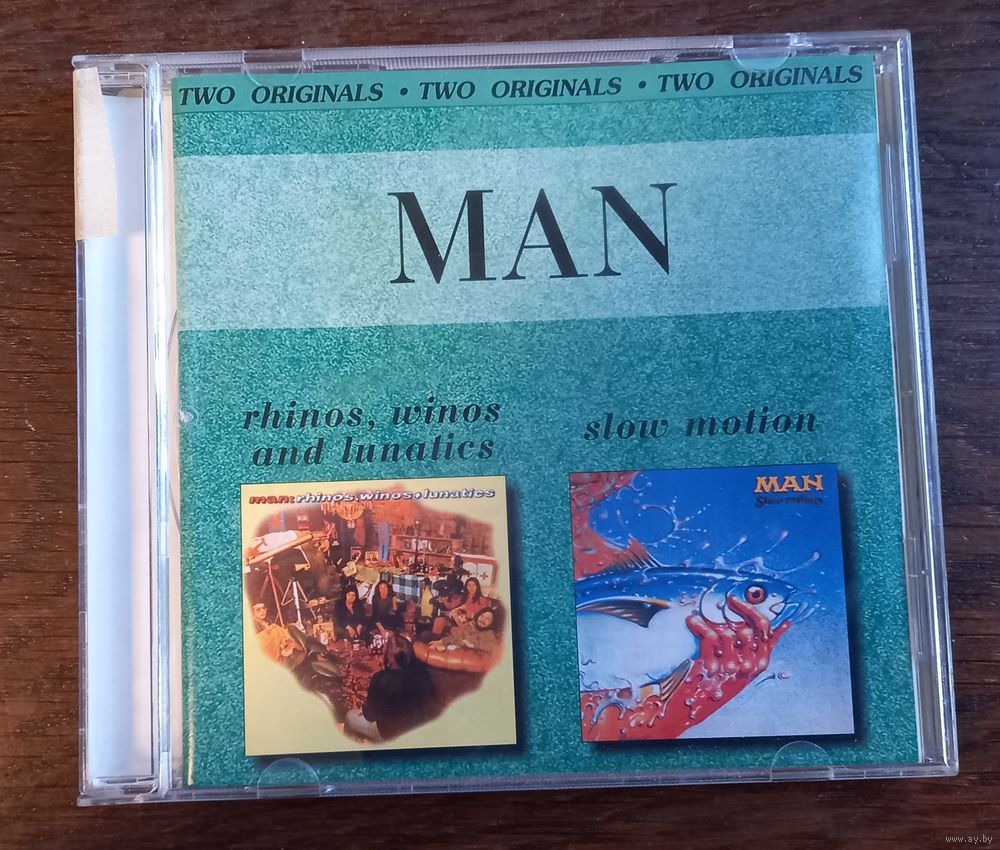 TWO ORIGINALS • TWO ORIGINALS • TWO ORIGINALS
MAN
rhinos, winos
and lunatics
slow motion
man: rhinos, winos + lunatics
MAN
Slow motion
www.ay.by